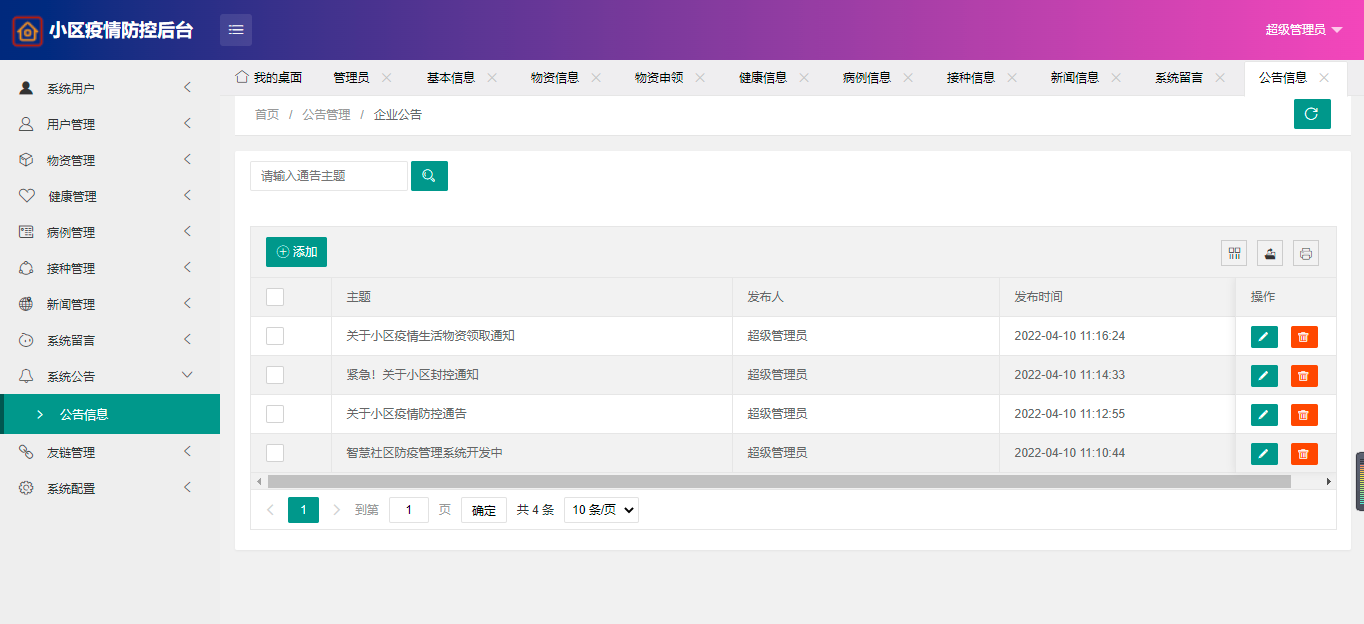 小区疫情防控后台
超级管理员
系统用户
用户管理
物资管理
健康管理
病例管理
接种管理
新闻管理
系统留言
系统公告
公告信息
友链管理
系统配置
我的桌面 管理员 基本信息 物资信息 物资申领 健康信息 病例信息 接种信息 新闻信息 系统留言 公告信息
首页 / 公告管理 / 企业公告
请输入通告主题
添加
主题 发布人 发布时间 操作
关于小区疫情生活物资领取通知 超级管理员 2022-04-10 11:16:24
紧急！关于小区封控通知 超级管理员 2022-04-10 11:14:33
关于小区疫情防控通告 超级管理员 2022-04-10 11:12:55
智慧社区防疫管理系统开发中 超级管理员 2022-04-10 11:10:44
1 到第 1 页 确定 共 4 条 10 条/页